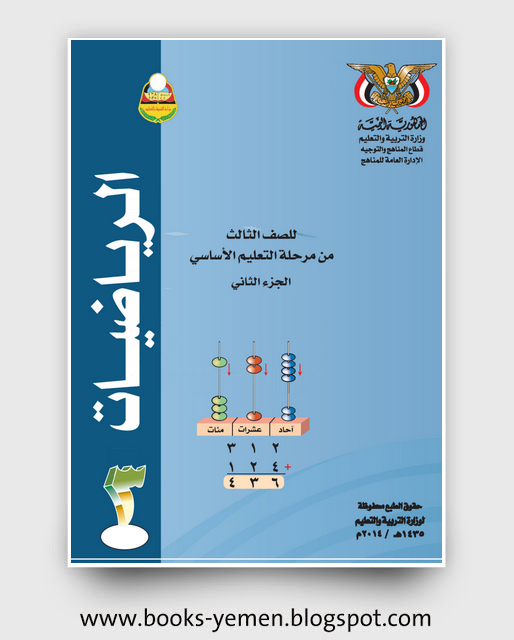 الجمهورية اليمنية
وزارة التربية والتعليم
قطاع المناهج والتوجيه
الإدارة العامة للمناهج
الرياضيات
للصف الثالث
من مرحلة التعليم الأساسي
الجزء الثاني
آحاد عشرات مئات
٣ ١ ٢
١ ٢ ٤ +
٤ ٣ ٦
حقوق الطبع محفوظة
لوزارة التربية والتعليم
١٤٣٥هـ / ٢٠١٤م
www.books-yemen.blogspot.com